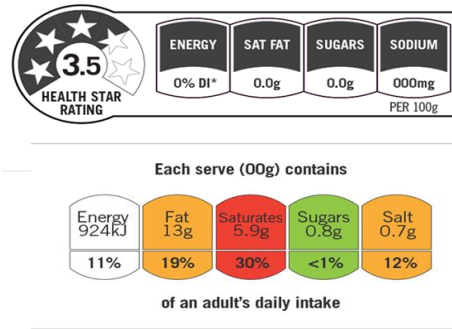 3.5
HEALTH STAR
RATING
ENERGY SAT FAT SUGARS SODIUM
0% DI* 0.0g 0.0g 000mg
PER 100g
Each serve (00g) contains
Energy Fat Saturates Sugars Salt
924kJ 13g 5.9g 0.8g 0.7g
11% 19% 30% <1% 12%
of an adult's daily intake